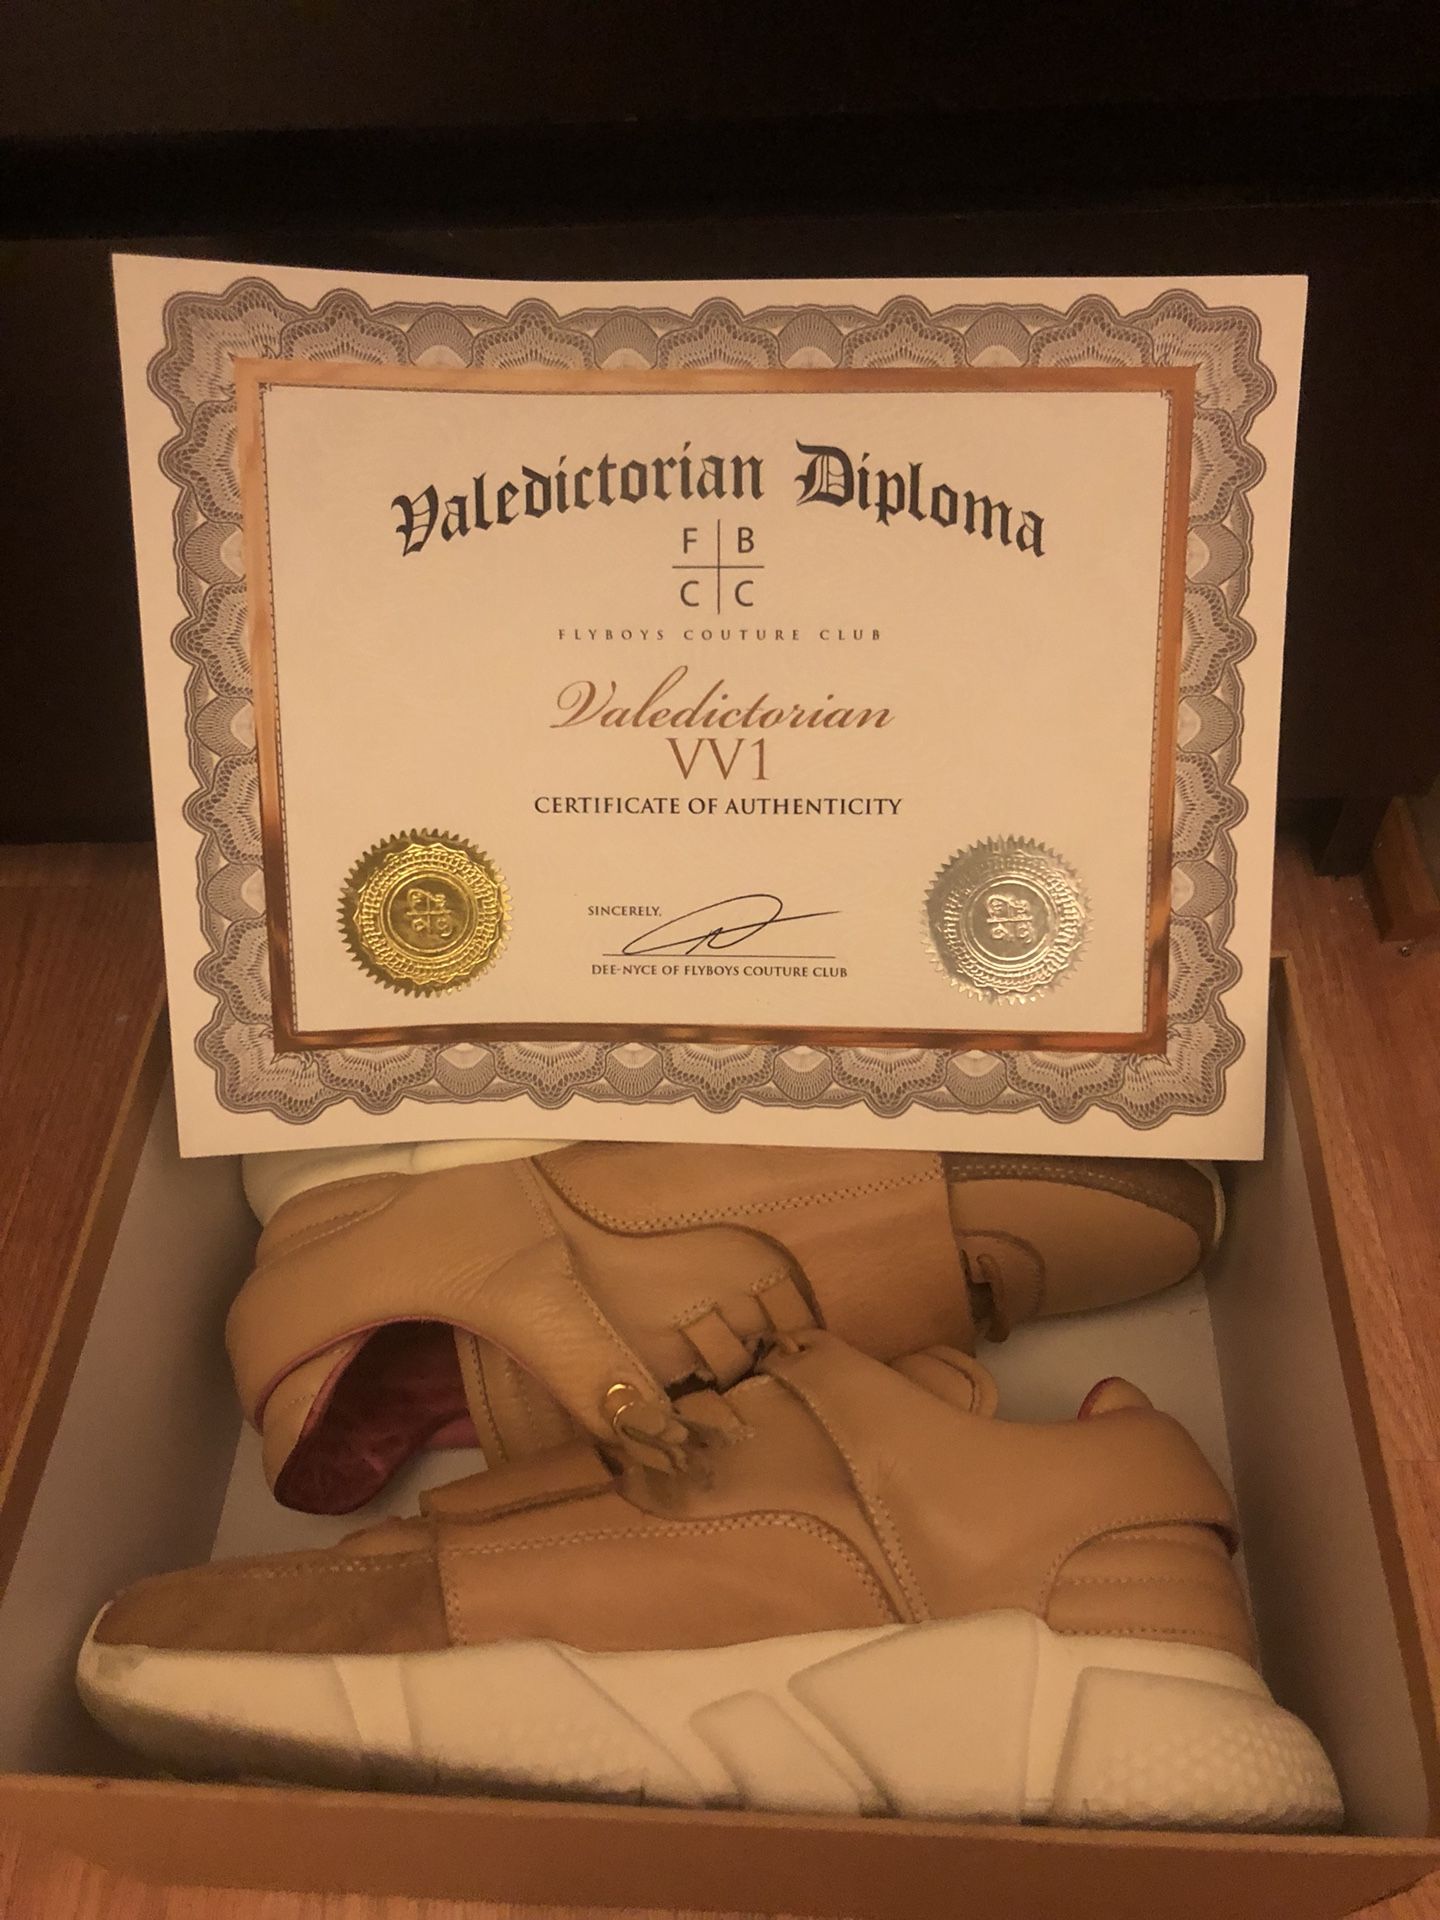 Valedictorian Diploma
F B
C C
FLYBOYS COUTURE CLUB
Valedictorian
VV1
CERTIFICATE OF AUTHENTICITY
SINCERELY,
DEE-NYCE OF FLYBOYS COUTURE CLUB